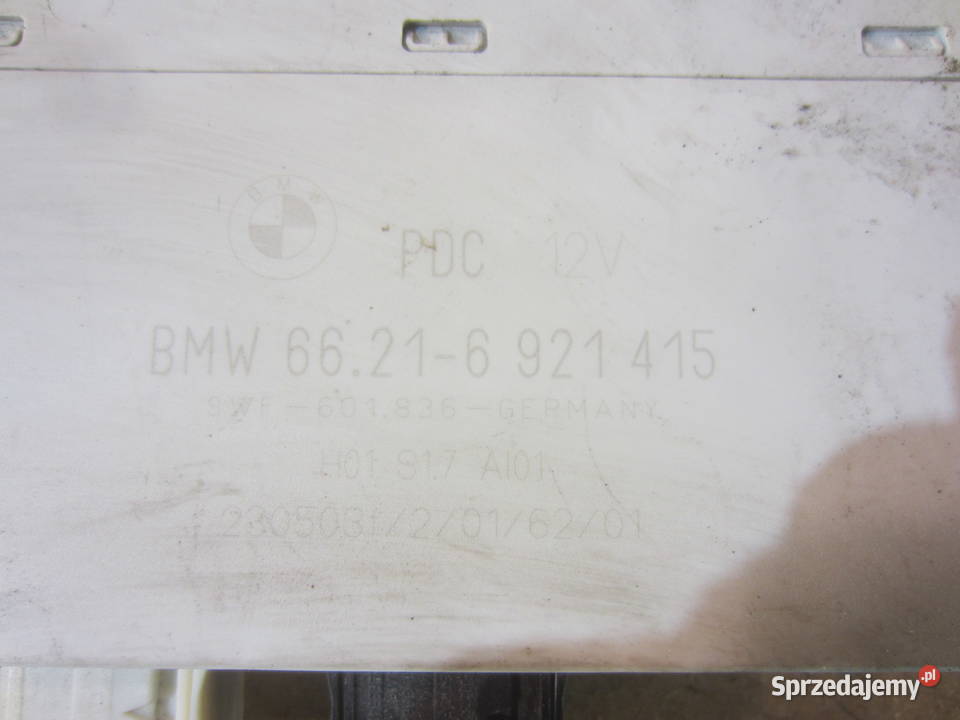 BMW
PDC 12V
BMW 66.21-6 921 415
SWF-601.836-GERMANY
H01 S1.7 AI01
230503f/2/01/62/01
Sprzedajemy.pl